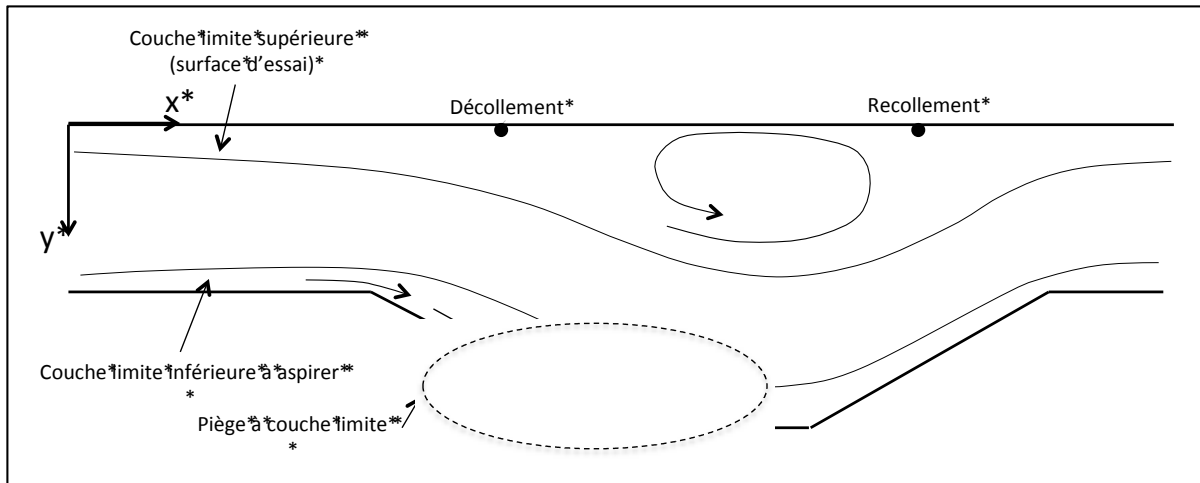 Couche*limite*supérieure**
(surface*d'essai)*
x*
Décollement*
Recollement*
y*
Couche*limite*inférieure*à*aspirer**
*
Piège*à*couche*limite**
*